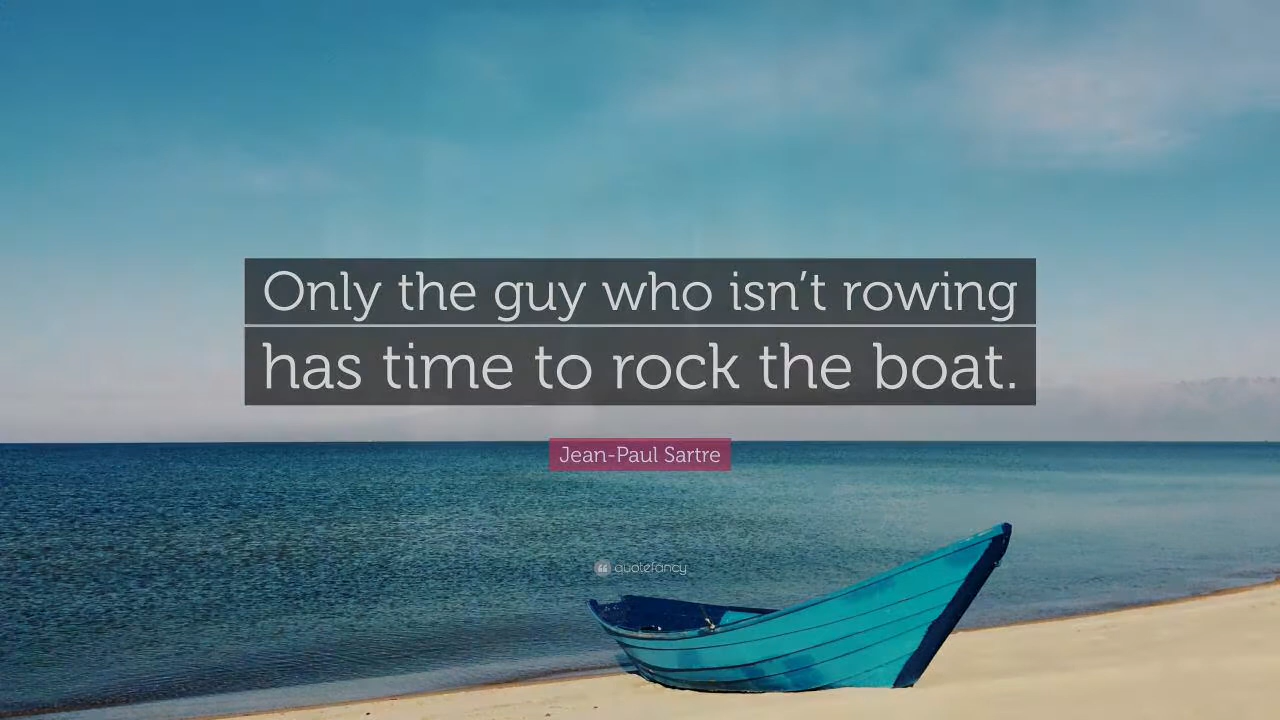 Only the guy who isn’t rowing
has time to rock the boat.
Jean-Paul Sartre
quotefancy